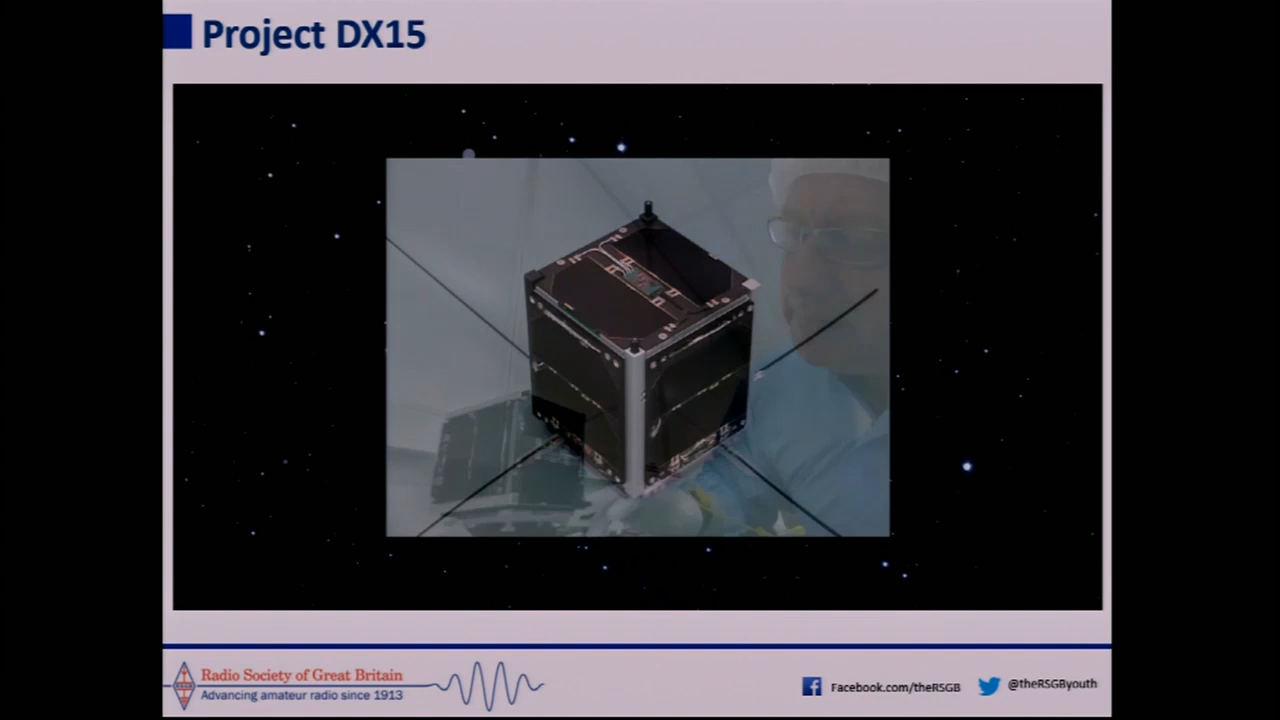 Project DX15
Radio Society of Great Britain
Advancing amateur radio since 1913
Facebook.com/theRSGB
@theRSGByouth